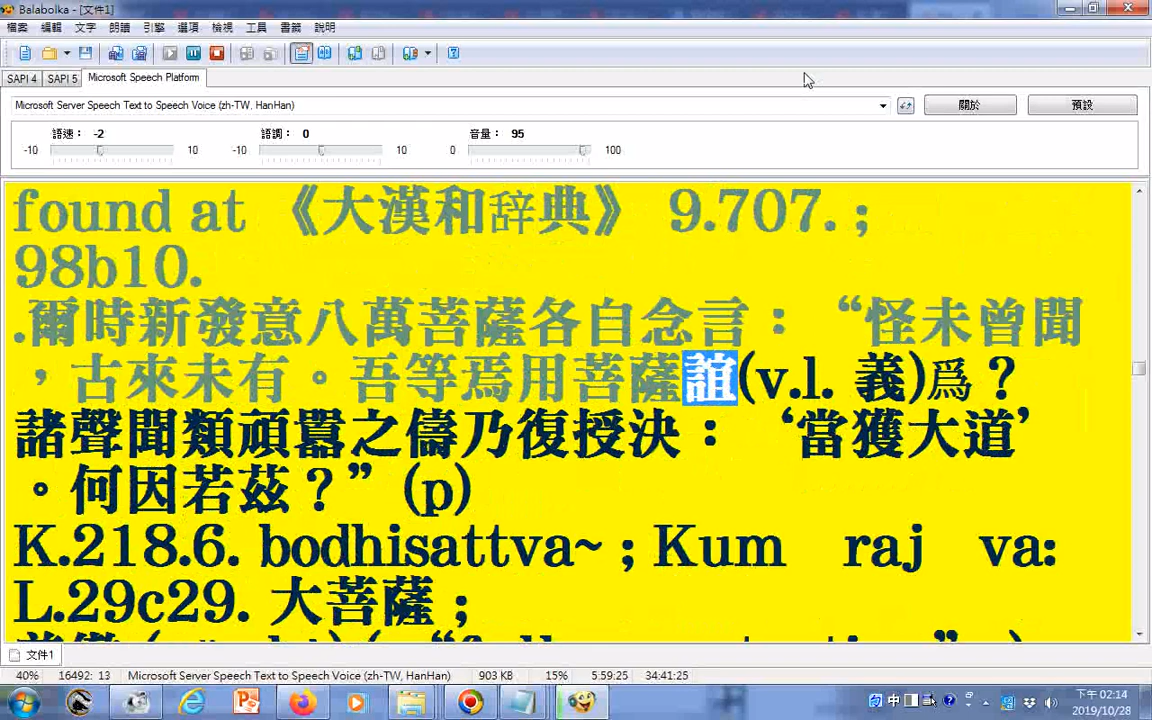 Balabolka - [文件1]
檔案 編輯 文字 朗讀 引擎 選項 檢視 工具 書籤 說明
SAPI 4 SAPI 5 Microsoft Speech Platform
Microsoft Server Speech Text to Speech Voice (zh-TW, HanHan) 關於 預設
語速： -2 語調： 0 音量： 95
-10 10 -10 10 0 100
found at 《大漢和辞典》 9.707. ;
98b10.
.爾時新發意八萬菩薩各自念言：“怪未曾聞
，古來未有。吾等焉用菩薩誼(v.l. 義)爲？
諸聲聞類頑嚚之儔乃復授決：‘當獲大道’
。何因若茲？”(p)
K.218.6. bodhisattva~ ; Kum raj va:
L.29c29. 大菩薩；
文件1
40% 16492: 13 Microsoft Server Speech Text to Speech Voice (zh-TW, HanHan) 903 KB 15% 5:59:25 34:41:25
中 下午 02:14
2019/10/28